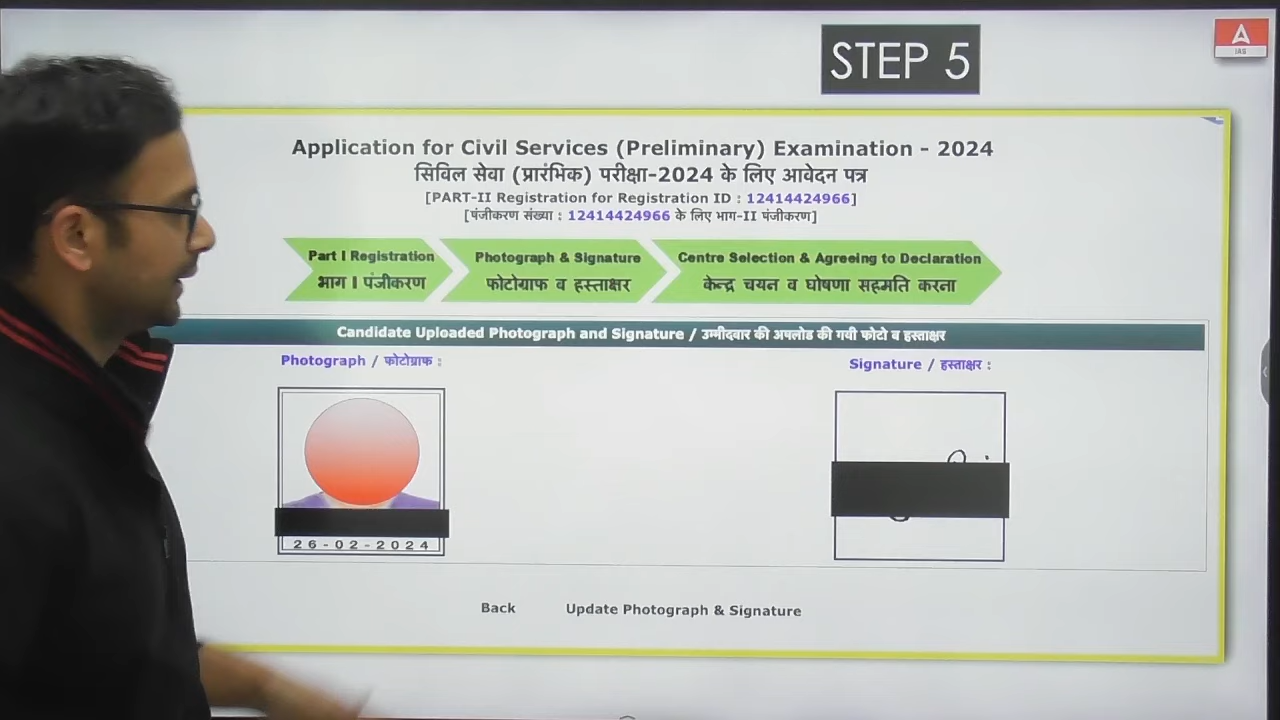 STEP 5
A
IAS
Application for Civil Services (Preliminary) Examination - 2024
सिविल सेवा (प्रारंभिक) परीक्षा-2024 के लिए आवेदन पत्र
[PART-II Registration for Registration ID : 12414424966]
[पंजीकरण संख्या : 12414424966 के लिए भाग-II पंजीकरण]
Part I Registration
भाग I पंजीकरण
Photograph & Signature
फोटोग्राफ व हस्ताक्षर
Centre Selection & Agreeing to Declaration
केन्द्र चयन व घोषणा सहमति करना
Candidate Uploaded Photograph and Signature / उम्मीदवार की अपलोड की गयी फोटो व हस्ताक्षर
Photograph / फोटोग्राफ :
Signature / हस्ताक्षर :
26-02-2024
Back
Update Photograph & Signature